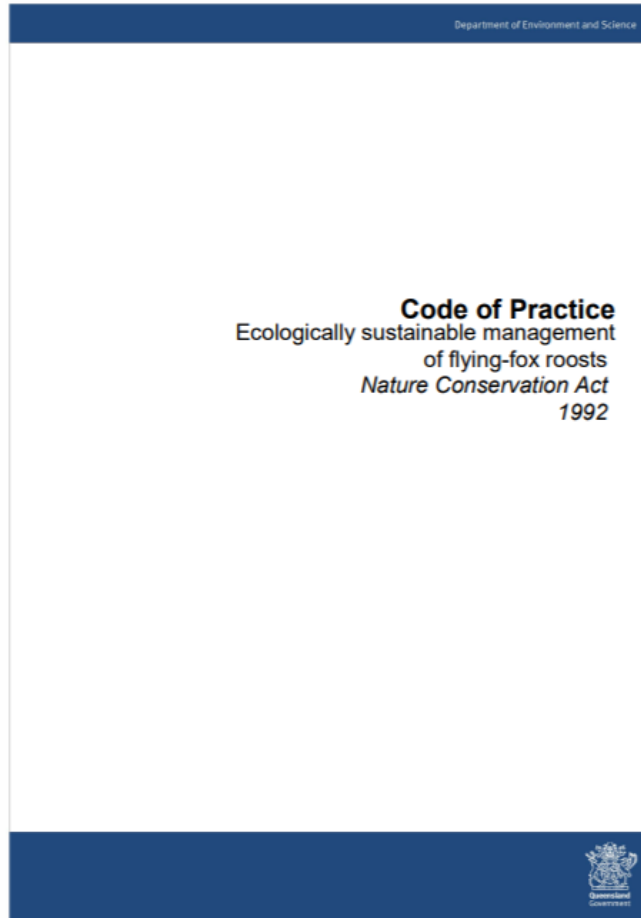 Department of Environment and Science
Code of Practice
Ecologically sustainable management
of flying-fox roosts
Nature Conservation Act
1992
Queensland
Government